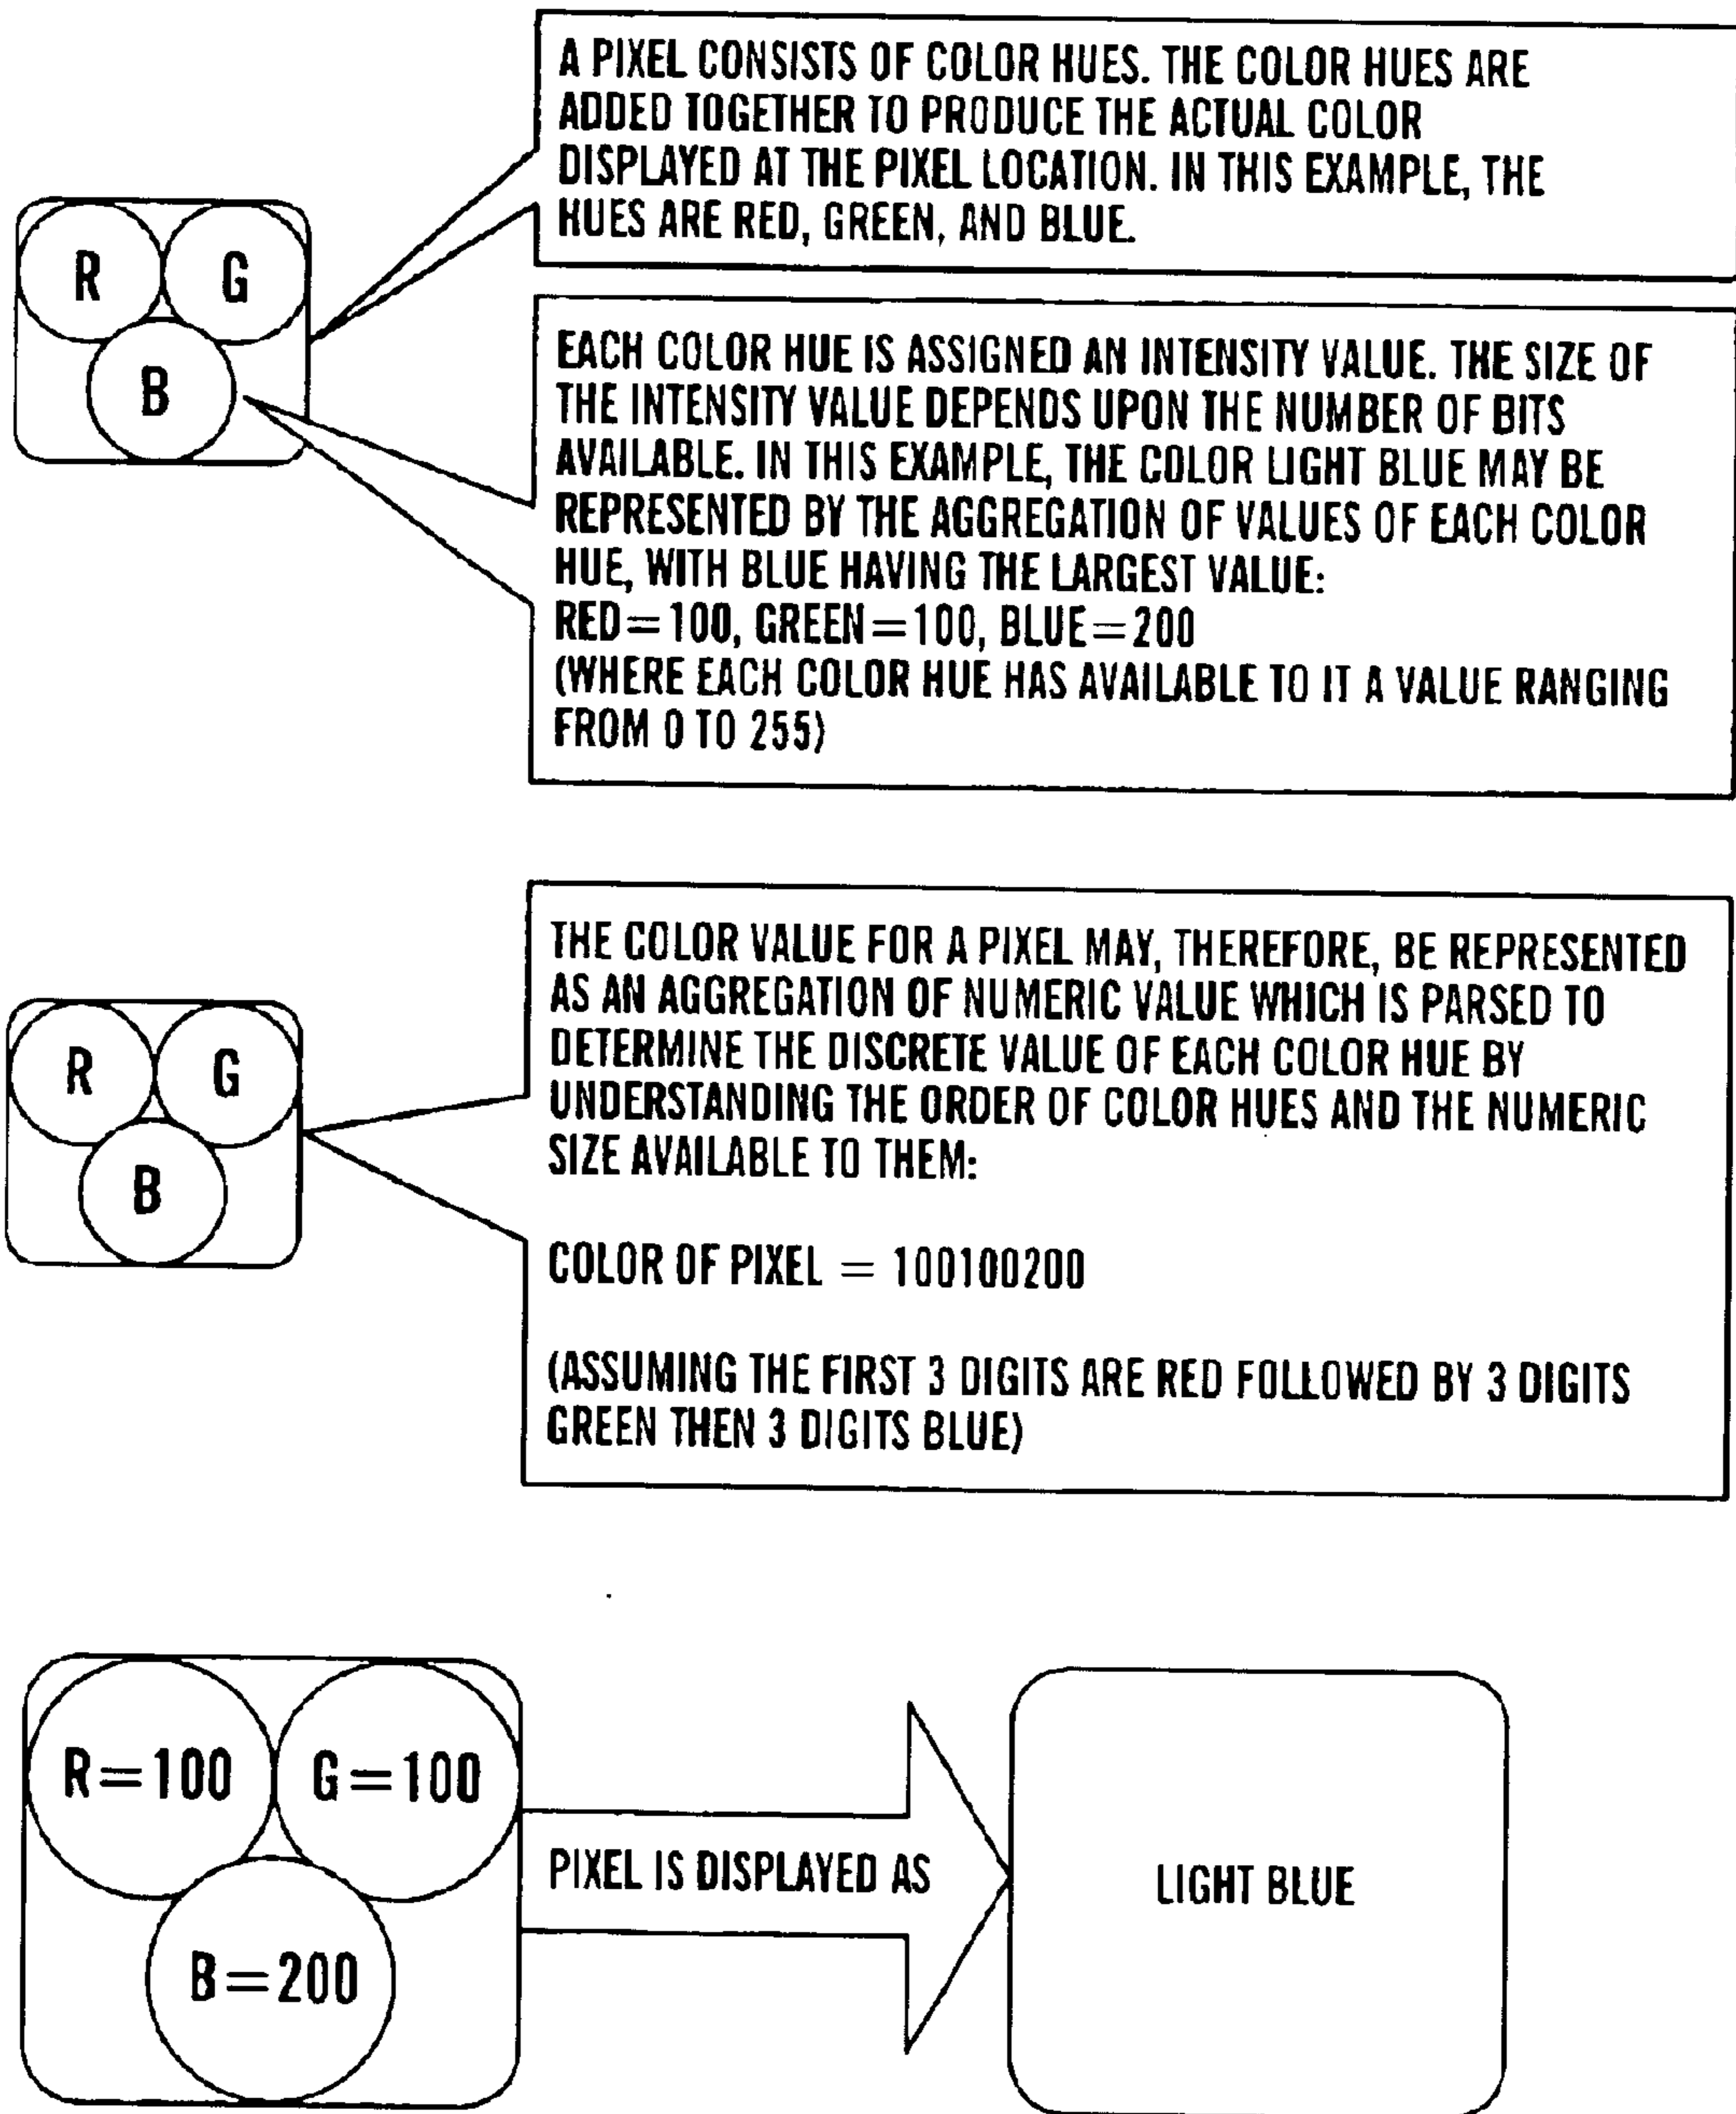 A PIXEL CONSISTS OF COLOR HUES. THE COLOR HUES ARE
ADDED TOGETHER TO PRODUCE THE ACTUAL COLOR
DISPLAYED AT THE PIXEL LOCATION. IN THIS EXAMPLE, THE
HUES ARE RED, GREEN, AND BLUE.
R G
B
EACH COLOR HUE IS ASSIGNED AN INTENSITY VALUE. THE SIZE OF
THE INTENSITY VALUE DEPENDS UPON THE NUMBER OF BITS
AVAILABLE. IN THIS EXAMPLE, THE COLOR LIGHT BLUE MAY BE
REPRESENTED BY THE AGGREGATION OF VALUES OF EACH COLOR
HUE, WITH BLUE HAVING THE LARGEST VALUE:
RED=100, GREEN=100, BLUE=200
(WHERE EACH COLOR HUE HAS AVAILABLE TO IT A VALUE RANGING
FROM 0 TO 255)
R G
B
THE COLOR VALUE FOR A PIXEL MAY, THEREFORE, BE REPRESENTED
AS AN AGGREGATION OF NUMERIC VALUE WHICH IS PARSED TO
DETERMINE THE DISCRETE VALUE OF EACH COLOR HUE BY
UNDERSTANDING THE ORDER OF COLOR HUES AND THE NUMERIC
SIZE AVAILABLE TO THEM:
COLOR OF PIXEL = 100100200
(ASSUMING THE FIRST 3 DIGITS ARE RED FOLLOWED BY 3 DIGITS
GREEN THEN 3 DIGITS BLUE)
R=100 G=100
B=200
PIXEL IS DISPLAYED AS
LIGHT BLUE